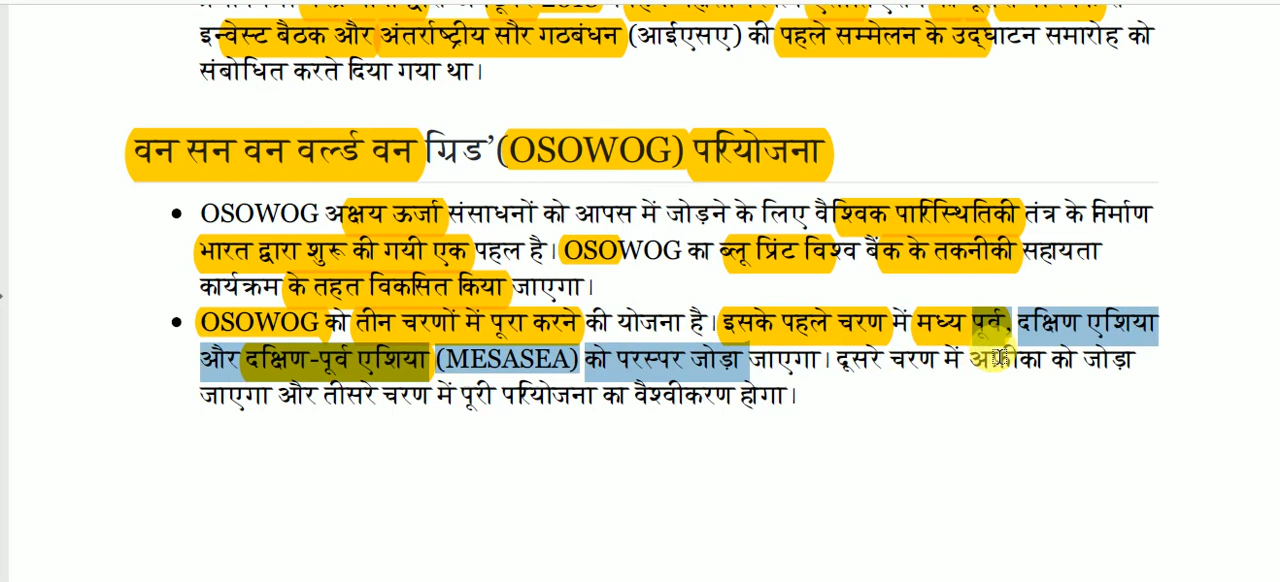 इन्वेस्ट बैठक और अंतर्राष्ट्रीय सौर गठबंधन (आईएसए) की पहले सम्मेलन के उद्घाटन समारोह को
संबोधित करते दिया गया था।
वन सन वन वर्ल्ड वन ग्रिड’(OSOWOG) परियोजना
• OSOWOG अक्षय ऊर्जा संसाधनों को आपस में जोड़ने के लिए वैश्विक पारिस्थितिकी तंत्र के निर्माण
भारत द्वारा शुरू की गयी एक पहल है। OSOWOG का ब्लू प्रिंट विश्व बैंक के तकनीकी सहायता
कार्यक्रम के तहत विकसित किया जाएगा।
• OSOWOG को तीन चरणों में पूरा करने की योजना है। इसके पहले चरण में मध्य पूर्व, दक्षिण एशिया
और दक्षिण-पूर्व एशिया (MESASEA) को परस्पर जोड़ा जाएगा। दूसरे चरण में अफ्रीका को जोड़ा
जाएगा और तीसरे चरण में पूरी परियोजना का वैश्वीकरण होगा।